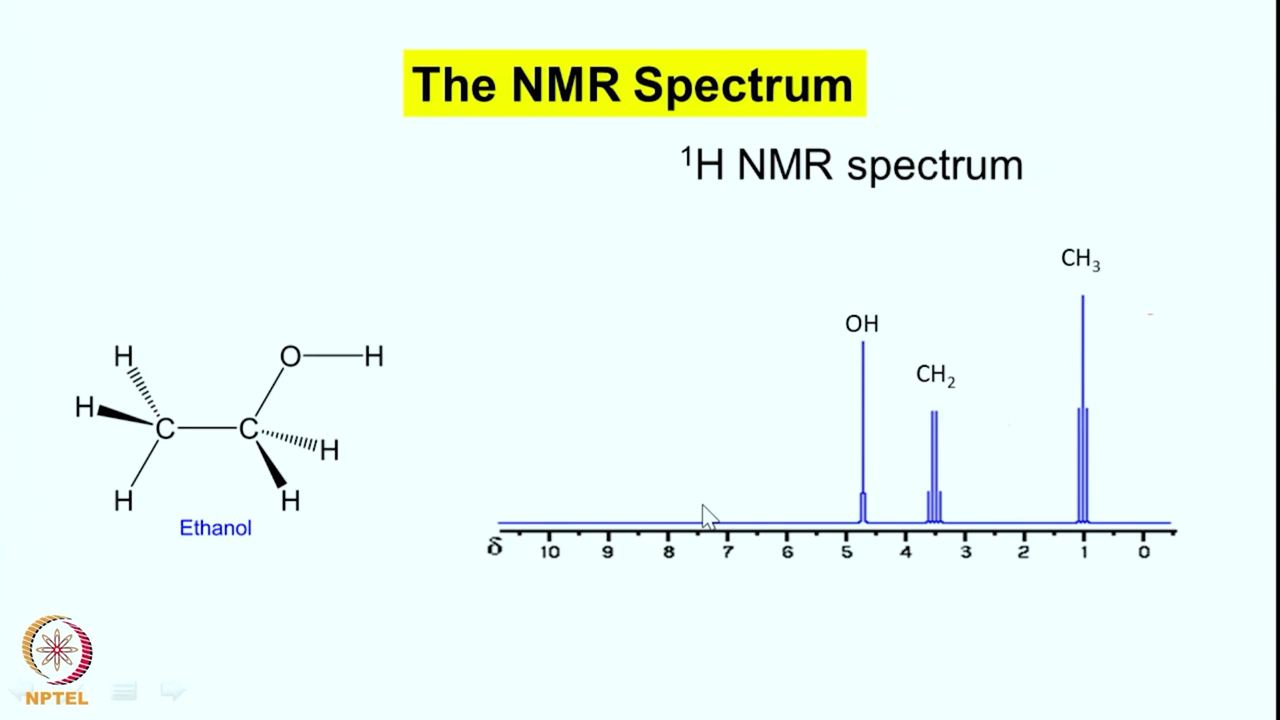 The NMR Spectrum
¹H NMR spectrum
CH₃
OH
CH₂
H O H
H C C H
H H
Ethanol
δ 10 9 8 7 6 5 4 3 2 1 0
NPTEL